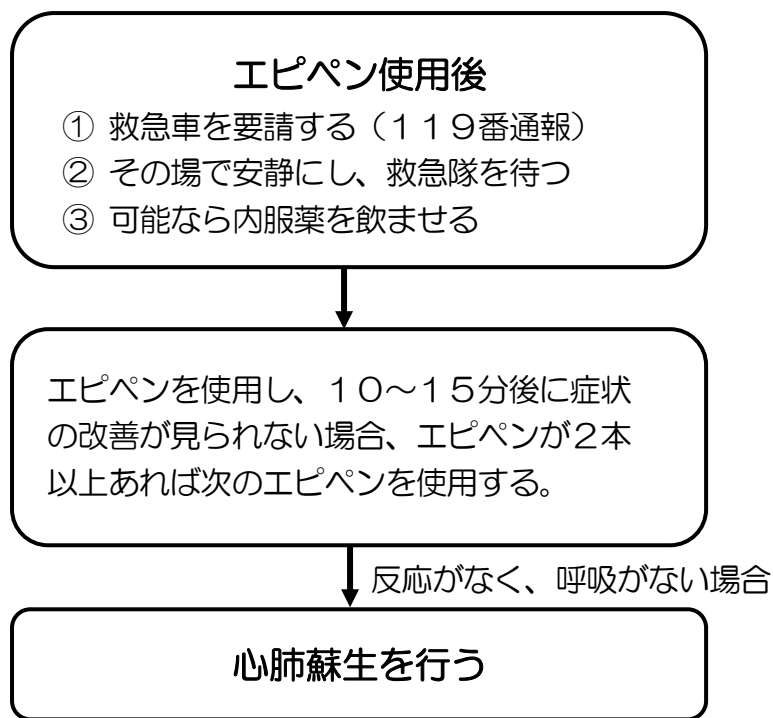 エピペン使用後
① 救急車を要請する（１１９番通報）
② その場で安静にし、救急隊を待つ
③ 可能なら内服薬を飲ませる
エピペンを使用し、１０～１５分後に症状
の改善が見られない場合、エピペンが２本
以上あれば次のエピペンを使用する。
反応がなく、呼吸がない場合
心肺蘇生を行う